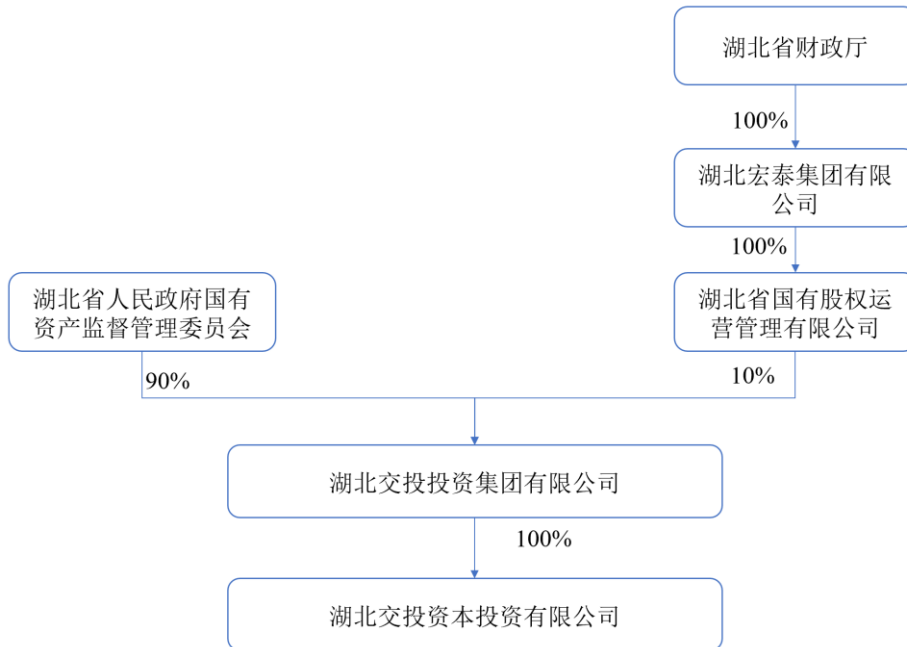 湖北省财政厅
100%
湖北宏泰集团有限
公司
100%
湖北省人民政府国有
资产监督管理委员会
湖北省国有股权运
营管理有限公司
90%
10%
湖北交投投资集团有限公司
100%
湖北交投资本投资有限公司